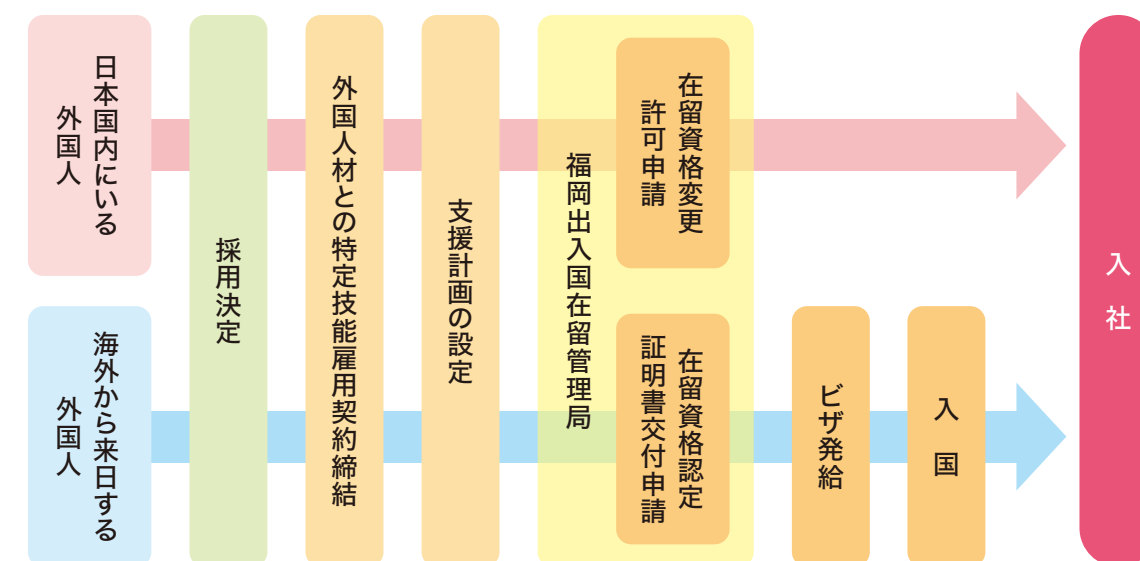 日本国内にいる
外国人
海外から来日する
外国人
採用決定
外国人材との特定技能雇用契約締結
支援計画の設定
福岡出入国在留管理局
在留資格変更
許可申請
在留資格認定
証明書交付申請
ビザ発給
入国
入社